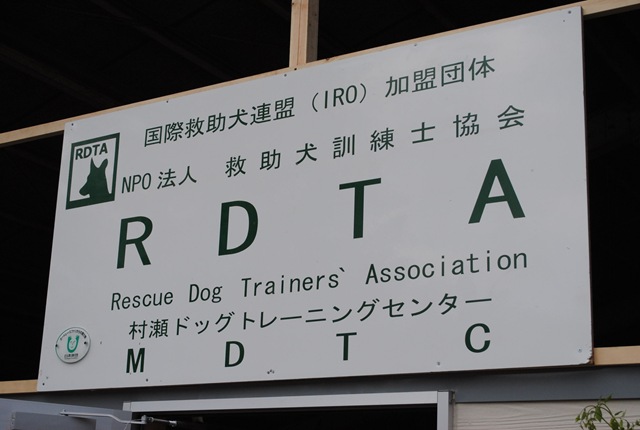 国際救助犬連盟（IRO）加盟団体
RDTA
NPO法人 救助犬訓練士協会
RDTA
Rescue Dog Trainers` Association
村瀬ドッグトレーニングセンター
MDTC